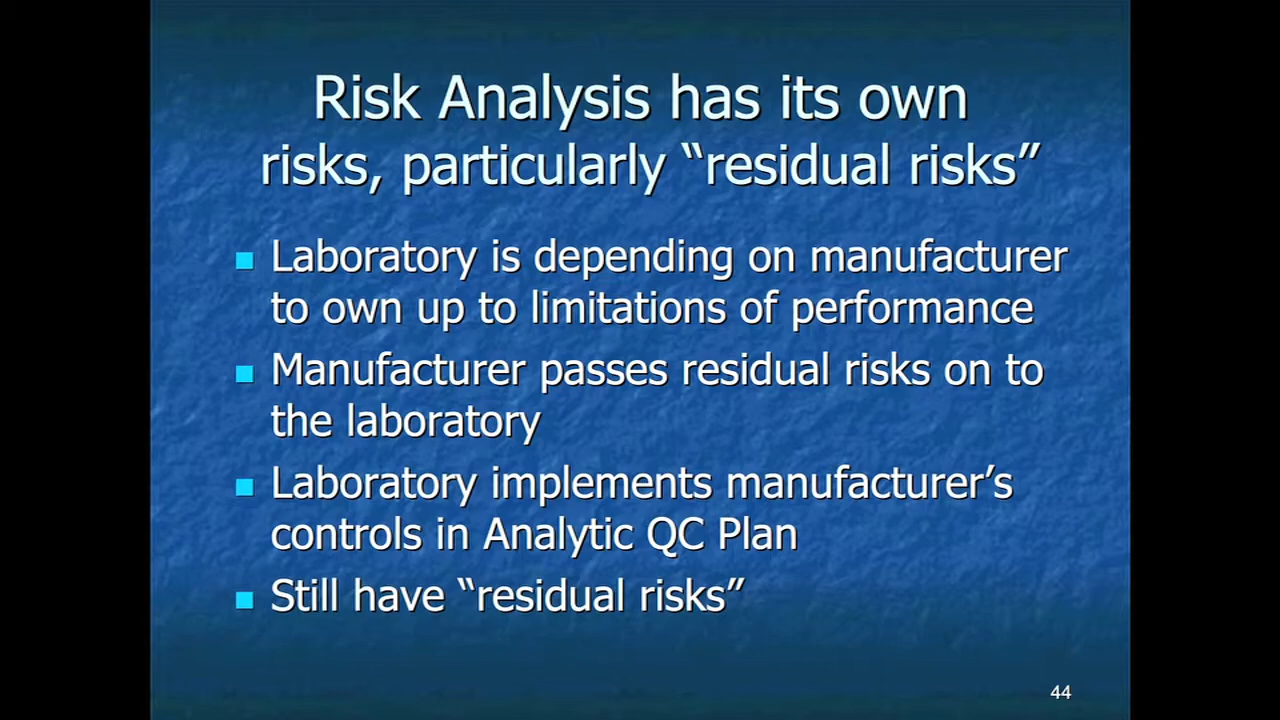 Risk Analysis has its own
risks, particularly “residual risks”
Laboratory is depending on manufacturer
to own up to limitations of performance
Manufacturer passes residual risks on to
the laboratory
Laboratory implements manufacturer’s
controls in Analytic QC Plan
Still have “residual risks”
44